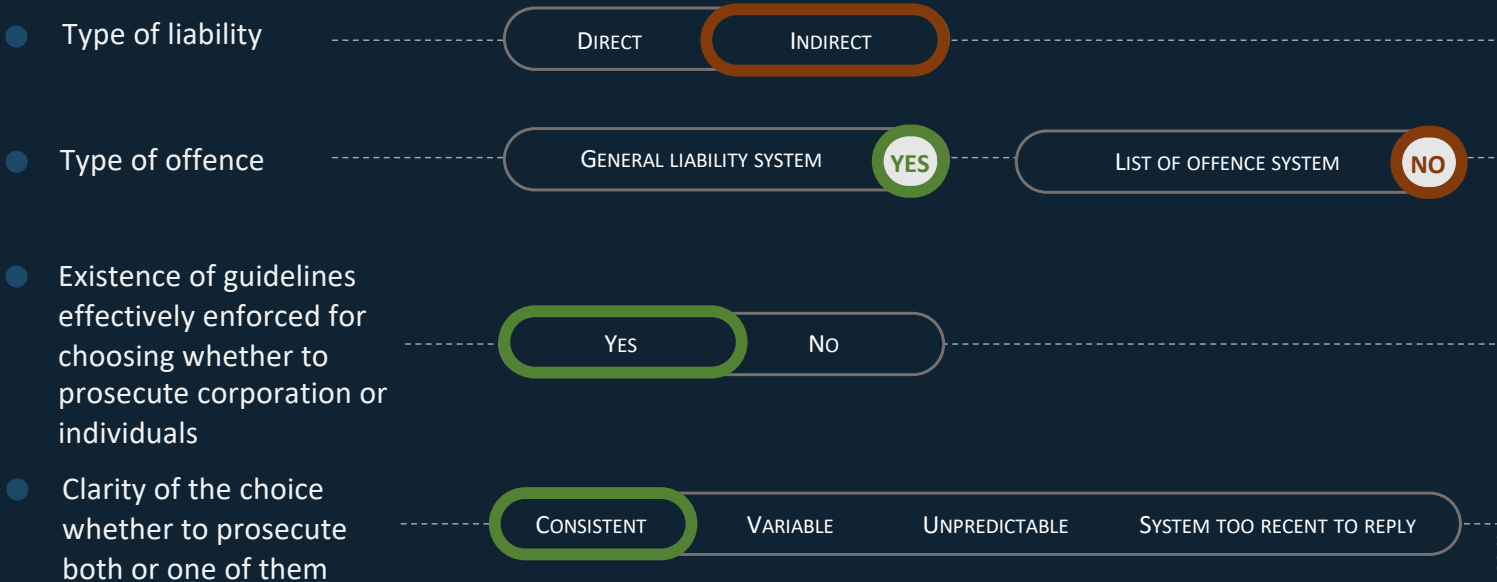 Type of liability
DIRECT INDIRECT
Type of offence
GENERAL LIABILITY SYSTEM YES LIST OF OFFENCE SYSTEM NO
Existence of guidelines
effectively enforced for
choosing whether to
prosecute corporation or
individuals
YES NO
Clarity of the choice
whether to prosecute
both or one of them
CONSISTENT VARIABLE UNPREDICTABLE SYSTEM TOO RECENT TO REPLY